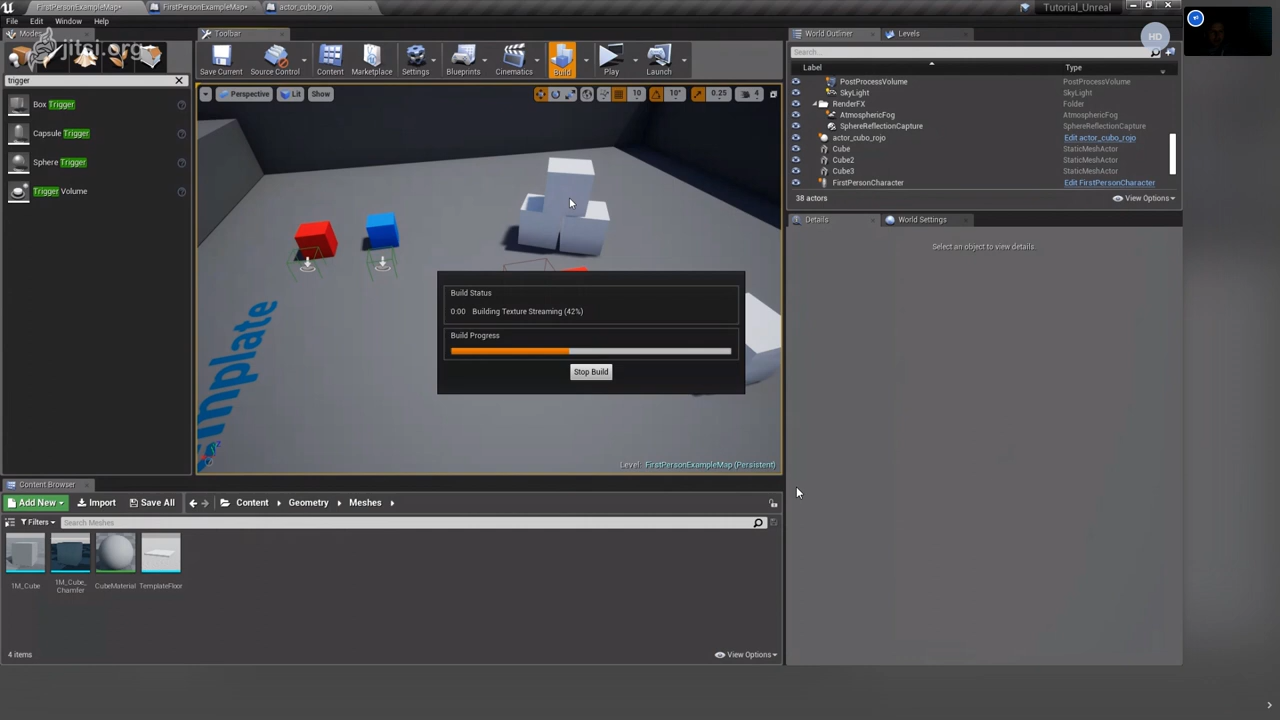 FirstPersonExampleMap*
FirstPersonExampleMap*
actor_cubo_rojo
Tutorial_Unreal
File Edit Window Help
Modes
jitsi.org
Toolbar
World Outliner
Levels
HD
trigger
Save Current
Source Control
Content
Marketplace
Settings
Blueprints
Cinematics
Build
Play
Launch
Search...
Label
Type
Box Trigger
Capsule Trigger
Sphere Trigger
Trigger Volume
Perspective
Lit
Show
10
10°
0.25
4
PostProcessVolume PostProcessVolume
SkyLight SkyLight
RenderFX Folder
AtmosphericFog AtmosphericFog
SphereReflectionCapture SphereReflectionCapture
actor_cubo_rojo Edit actor_cubo_rojo
Cube StaticMeshActor
Cube2 StaticMeshActor
Cube3 StaticMeshActor
FirstPersonCharacter Edit FirstPersonCharacter
38 actors
View Options
Details
World Settings
Select an object to view details.
Build Status
0:00 Building Texture Streaming (42%)
Build Progress
Stop Build
mplate
Level: FirstPersonExampleMap (Persistent)
Content Browser
Add New
Import
Save All
Content
Geometry
Meshes
Filters
Search Meshes
1M_Cube
1M_Cube_
Chamfer
CubeMaterial
TemplateFloor
4 items
View Options